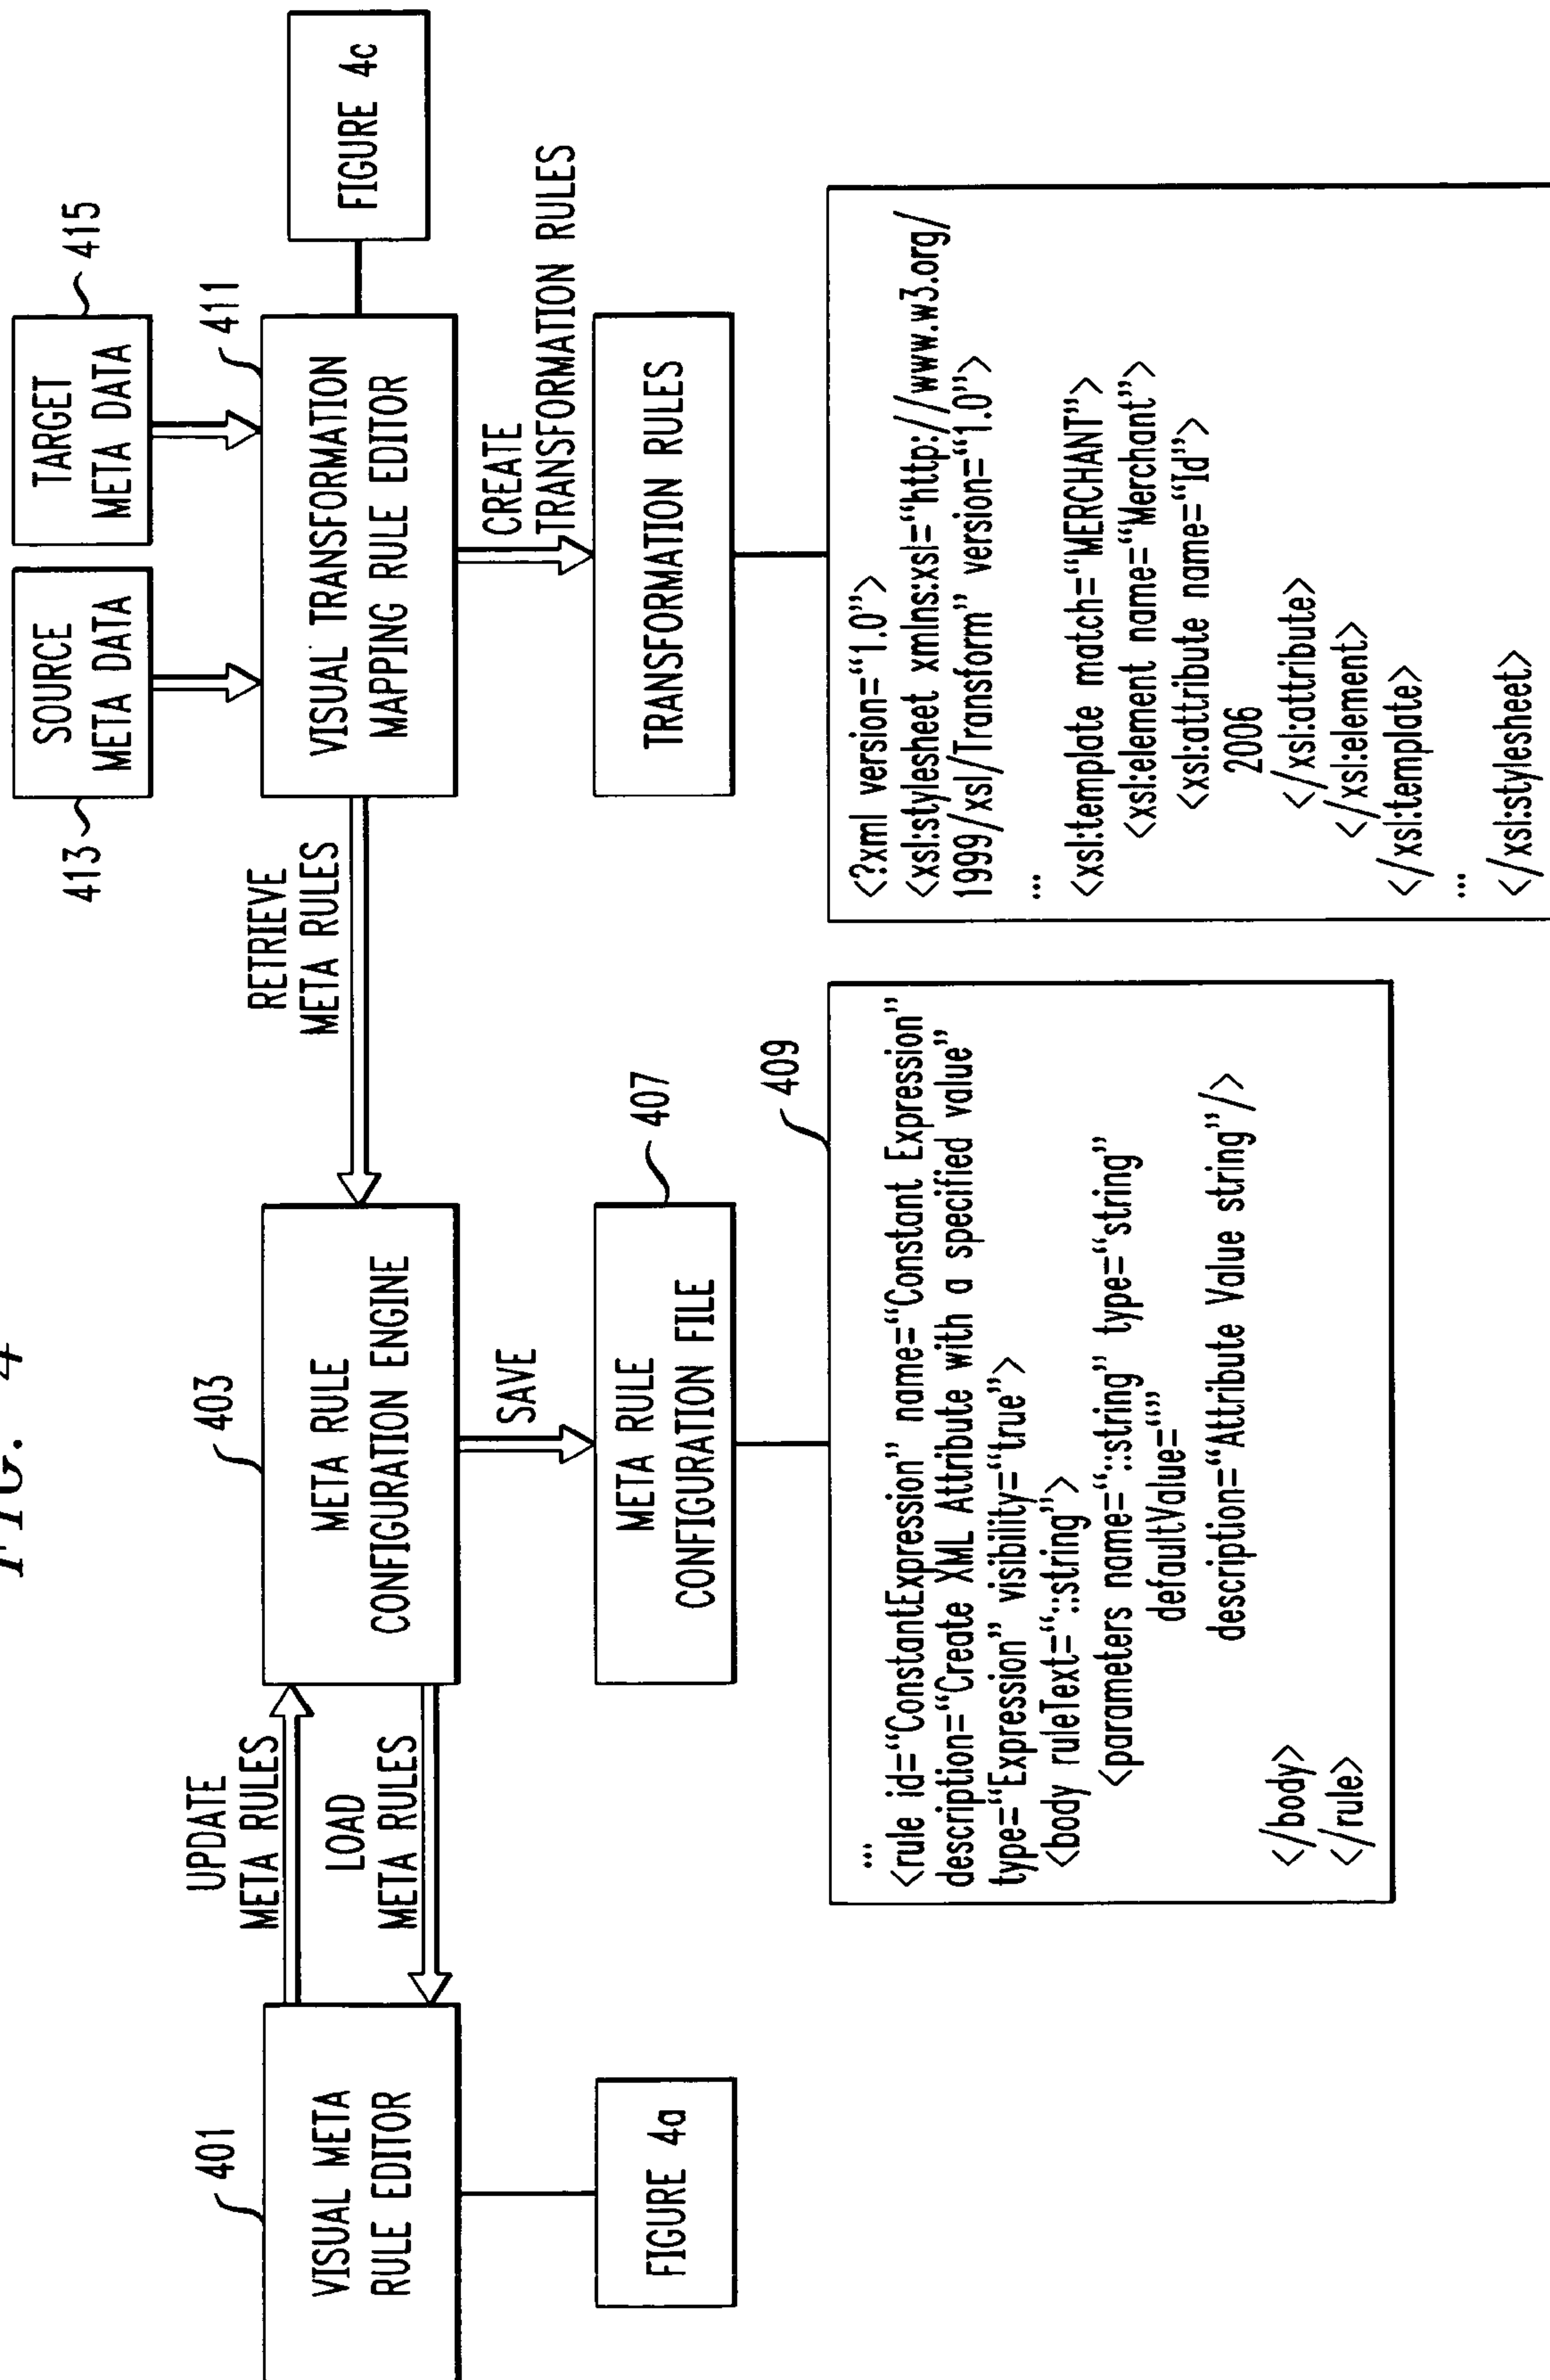 FIG. 4
401
VISUAL META
RULE EDITOR
FIGURE 4a
UPDATE
META RULES
LOAD
META RULES
403
META RULE
CONFIGURATION ENGINE
SAVE
META RULE
CONFIGURATION FILE
407
409
...
<rule id=“ConstantExpression” name=“Constant Expression”
description=“Create XML Attribute with a specified value”
type=“Expression” visibility=“true”>
<body ruleText=“::string”>
<parameters name=“::string” type=“string”
defaultValue=“”
description=“Attribute Value string”/>
</body>
</rule>
RETRIEVE
META RULES
413
SOURCE
META DATA
TARGET
META DATA
415
411
VISUAL TRANSFORMATION
MAPPING RULE EDITOR
FIGURE 4c
CREATE
TRANSFORMATION RULES
TRANSFORMATION RULES
<?xml version=“1.0”>
<xsl:stylesheet xmlns:xsl=“http://www.w3.org/
1999/xsl/Transform” version=“1.0”>
...
<xsl:template match=“MERCHANT”>
<xsl:element name=“Merchant”>
<xsl:attribute name=“Id”>
2006
</xsl:attribute>
</xsl:element>
</xsl:template>
...
</xsl:stylesheet>